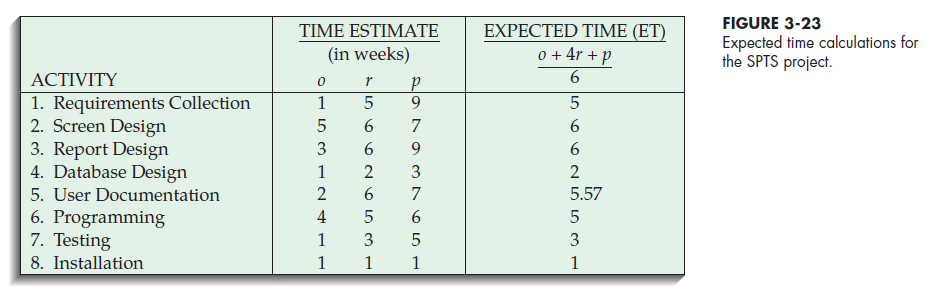 TIME ESTIMATE EXPECTED TIME (ET)
(in weeks) o + 4r + p
ACTIVITY o r p 6
1. Requirements Collection 1 5 9 5
2. Screen Design 5 6 7 6
3. Report Design 3 6 9 6
4. Database Design 1 2 3 2
5. User Documentation 2 6 7 5.57
6. Programming 4 5 6 5
7. Testing 1 3 5 3
8. Installation 1 1 1 1
FIGURE 3-23
Expected time calculations for
the SPTS project.